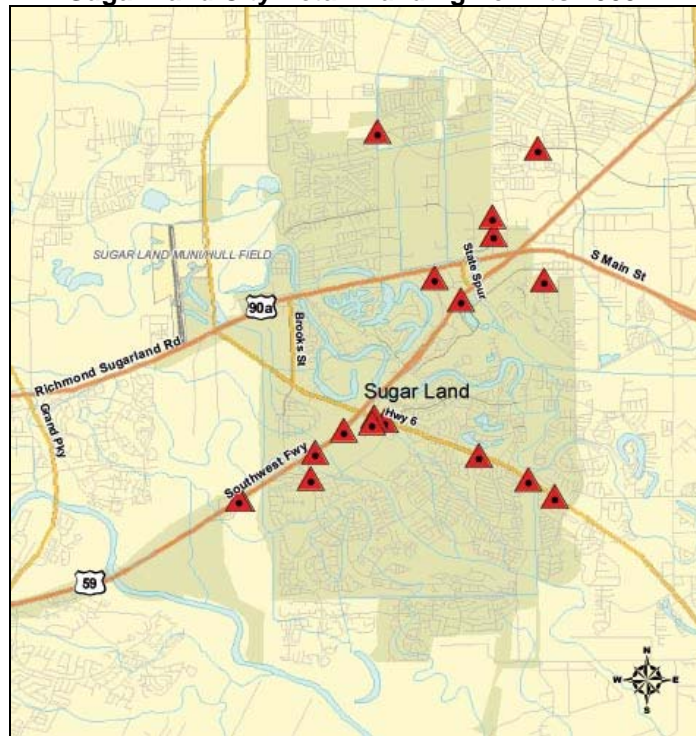 SUGAR LAND MUNI/HULL FIELD
State Spur
S Main St
90a
Brooks St
Richmond Sugarland Rd
Grand Pky
Sugar Land
Hwy 6
Southwest Fwy
59
N
W
E
S